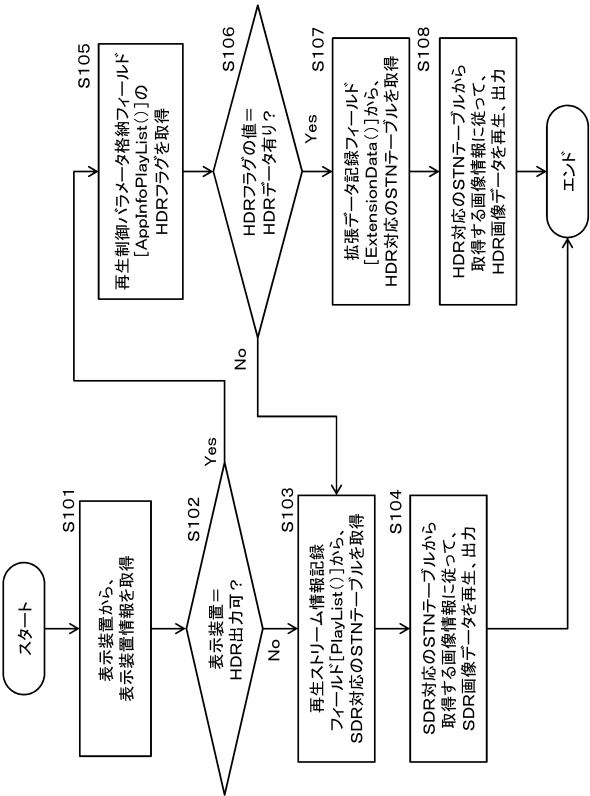 スタート
S101
表示装置から、
表示装置情報を取得
S102
表示装置=
HDR出力可?
Yes
No
S103
再生ストリーム情報記録
フィールド[PlayList()]から、
SDR対応のSTNテーブルを取得
S104
SDR対応のSTNテーブルから
取得する画像情報に従って、
SDR画像データを再生、出力
S105
再生制御パラメータ格納フィールド
[AppInfoPlayList()]の
HDRフラグを取得
S106
HDRフラグの値=
HDRデータ有り?
Yes
No
S107
拡張データ記録フィールド
[ExtensionData()]から、
HDR対応のSTNテーブルを取得
S108
HDR対応のSTNテーブルから
取得する画像情報に従って、
HDR画像データを再生、出力
エンド